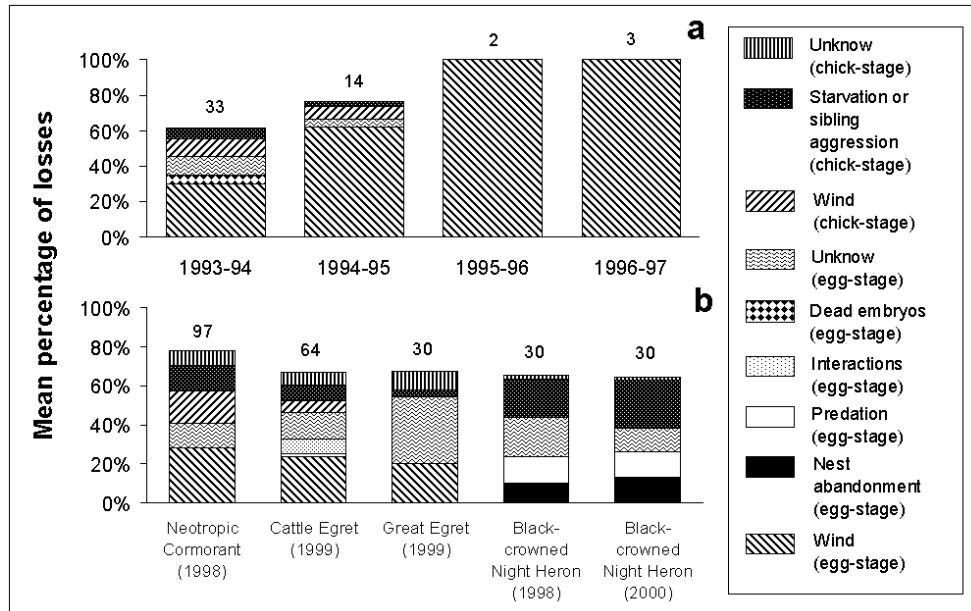 Mean percentage of losses
a
100%
80%
60%
40%
20%
0%
33
14
2
3
1993-94
1994-95
1995-96
1996-97
b
100%
80%
60%
40%
20%
0%
97
64
30
30
30
Neotropic
Cormorant
(1998)
Cattle Egret
(1999)
Great Egret
(1999)
Black-
crowned
Night Heron
(1998)
Black-
crowned
Night Heron
(2000)
Unknow
(chick-stage)
Starvation or
sibling
aggression
(chick-stage)
Wind
(chick-stage)
Unknow
(egg-stage)
Dead embryos
(egg-stage)
Interactions
(egg-stage)
Predation
(egg-stage)
Nest
abandonment
(egg-stage)
Wind
(egg-stage)